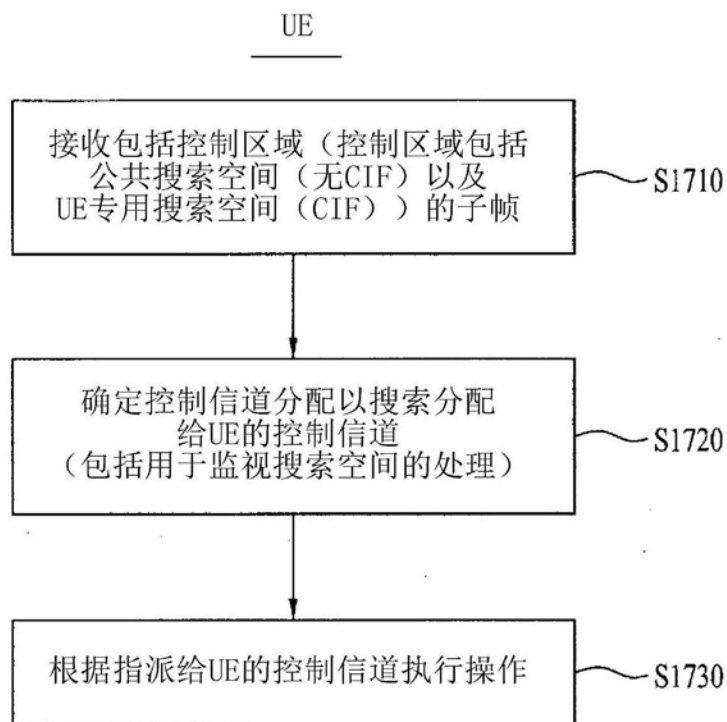 UE
接收包括控制区域（控制区域包括
公共搜索空间（无CIF）以及
UE专用搜索空间（CIF））的子帧
S1710
确定控制信道分配以搜索分配
给UE的控制信道
（包括用于监视搜索空间的处理）
S1720
根据指派给UE的控制信道执行操作
S1730